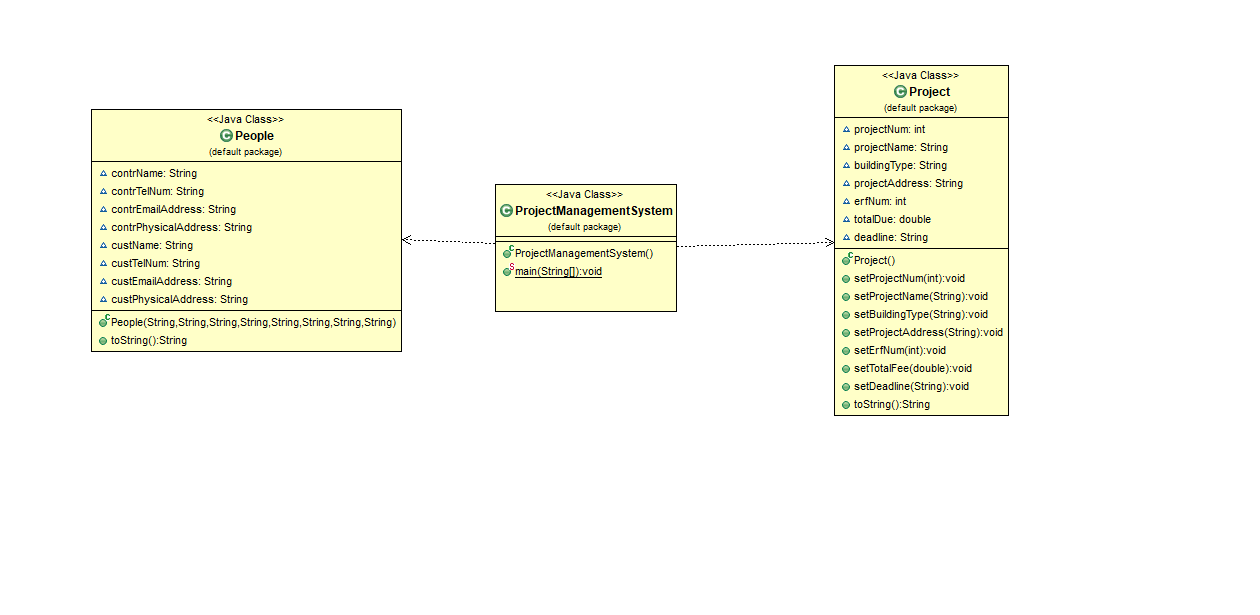 <<Java Class>>
People
(default package)
contrName: String
contrTelNum: String
contrEmailAddress: String
contrPhysicalAddress: String
custName: String
custTelNum: String
custEmailAddress: String
custPhysicalAddress: String
People(String,String,String,String,String,String,String,String)
toString():String
<<Java Class>>
ProjectManagementSystem
(default package)
ProjectManagementSystem()
main(String[]):void
<<Java Class>>
Project
(default package)
projectNum: int
projectName: String
buildingType: String
projectAddress: String
erfNum: int
totalDue: double
deadline: String
Project()
setProjectNum(int):void
setProjectName(String):void
setBuildingType(String):void
setProjectAddress(String):void
setErfNum(int):void
setTotalFee(double):void
setDeadline(String):void
toString():String